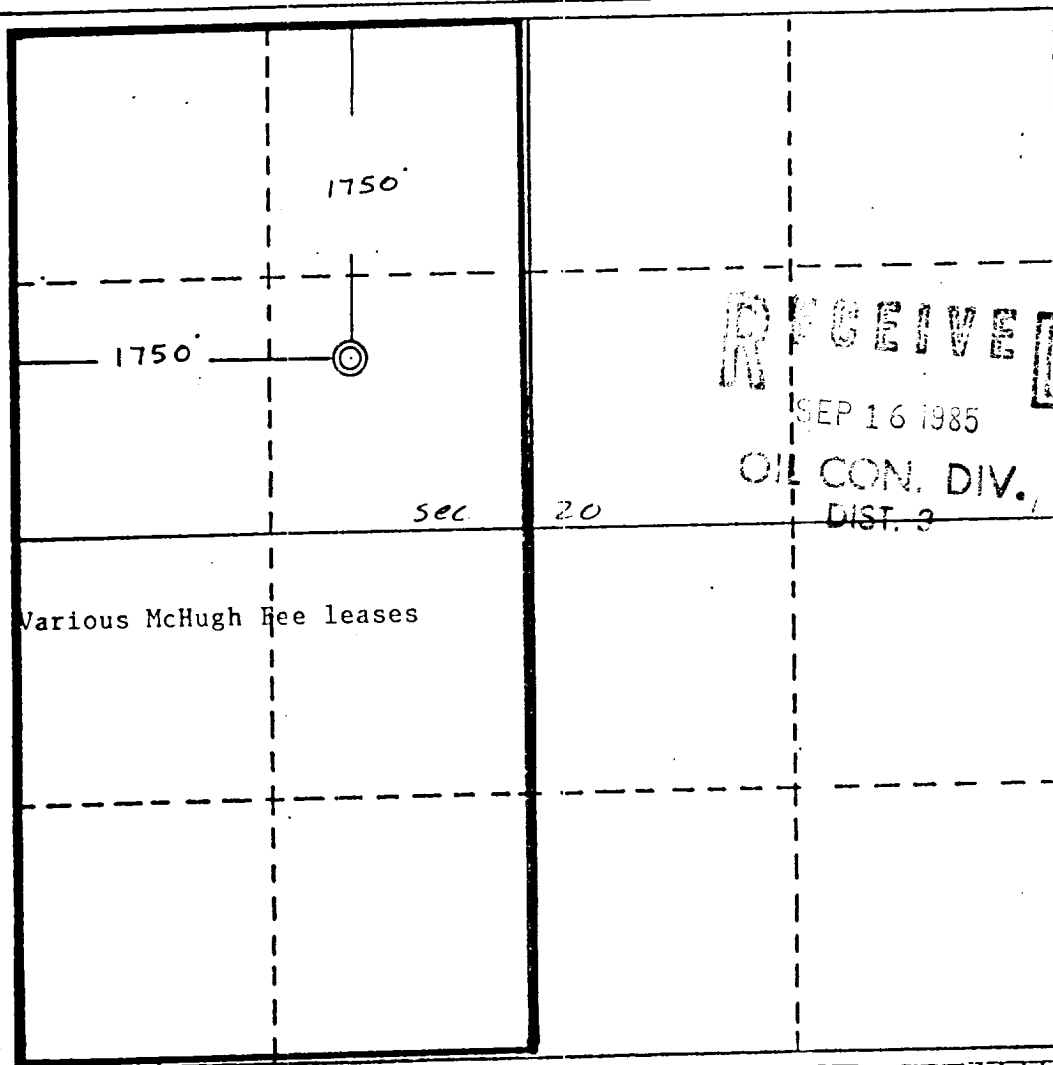 1750'
1750'
RECEIVED
SEP 16 1985
OIL CON. DIV.
DIST. 3
Sec 20
Various McHugh Fee leases